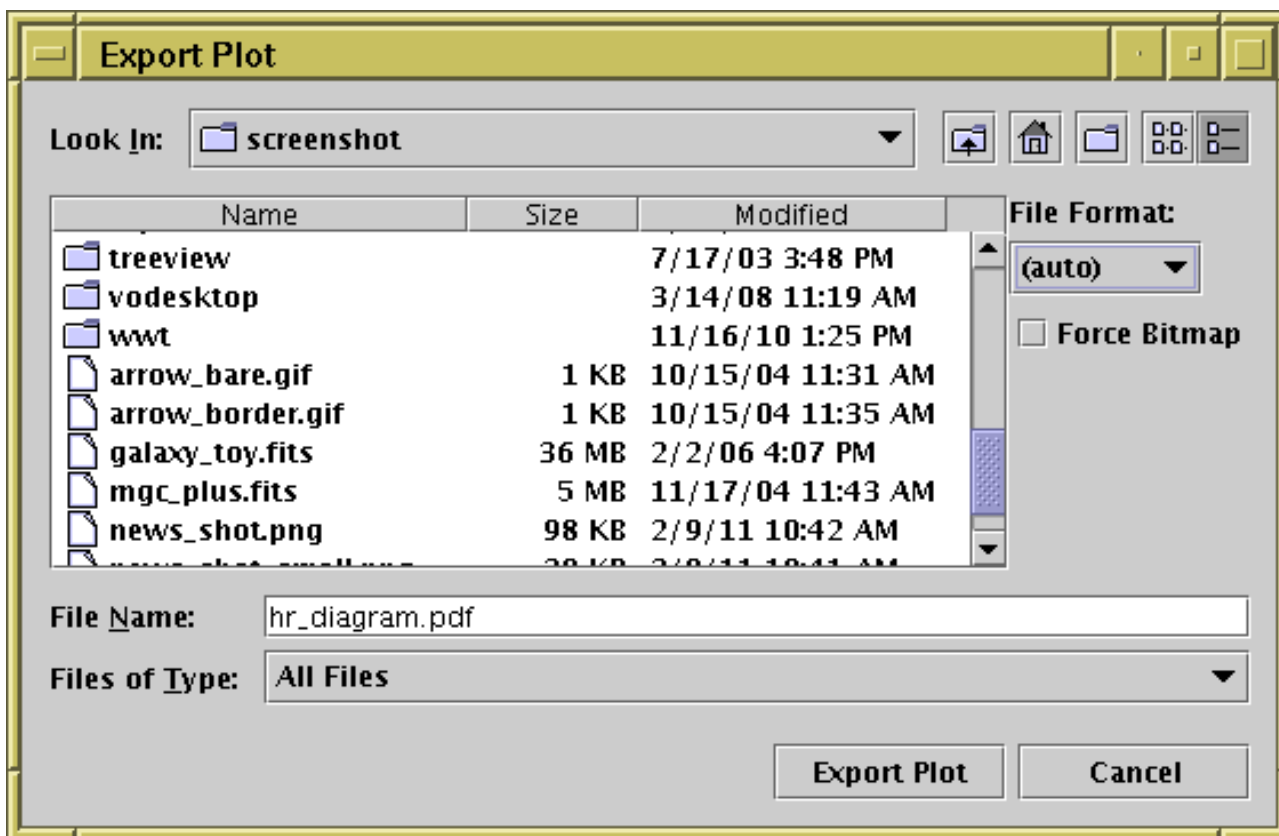 Export Plot
Look In: screenshot
Name Size Modified File Format:
treeview 7/17/03 3:48 PM
(auto)
vodesktop 3/14/08 11:19 AM
wwt 11/16/10 1:25 PM Force Bitmap
arrow_bare.gif 1 KB 10/15/04 11:31 AM
arrow_border.gif 1 KB 10/15/04 11:35 AM
galaxy_toy.fits 36 MB 2/2/06 4:07 PM
mgc_plus.fits 5 MB 11/17/04 11:43 AM
news_shot.png 98 KB 2/9/11 10:42 AM
File Name: hr_diagram.pdf
Files of Type: All Files
Export Plot Cancel